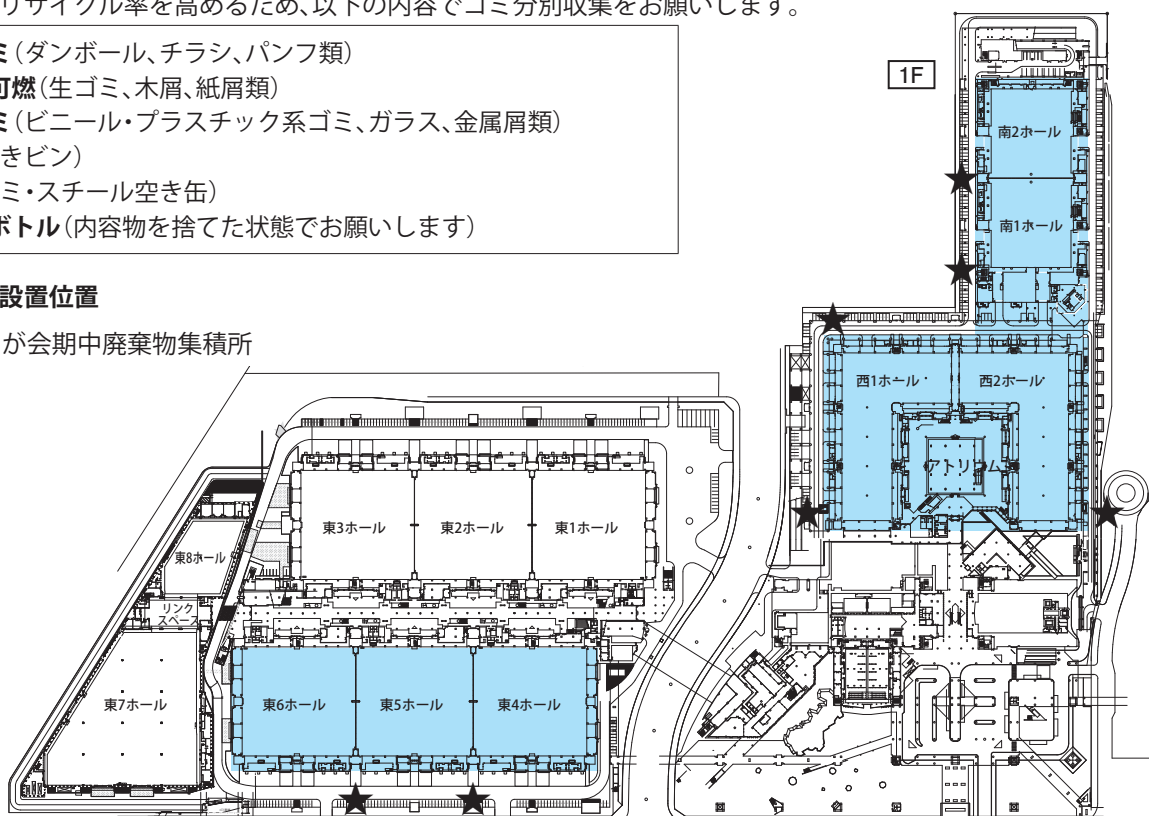 リサイクル率を高めるため、以下の内容でゴミ分別収集をお願いします。
ミ(ダンボール、チラシ、パンフ類)
可燃(生ゴミ、木屑、紙屑類)
ミ(ビニール・プラスチック系ゴミ、ガラス、金属屑類)
きビン)
ミ・スチール空き缶)
ボトル(内容物を捨てた状態でお願いします)
設置位置
が会期中廃棄物集積所
1F
南2ホール
南1ホール
西1ホール
西2ホール
アトリウム
東3ホール
東2ホール
東1ホール
東8ホール
リンク
スペース
東7ホール
東6ホール
東5ホール
東4ホール